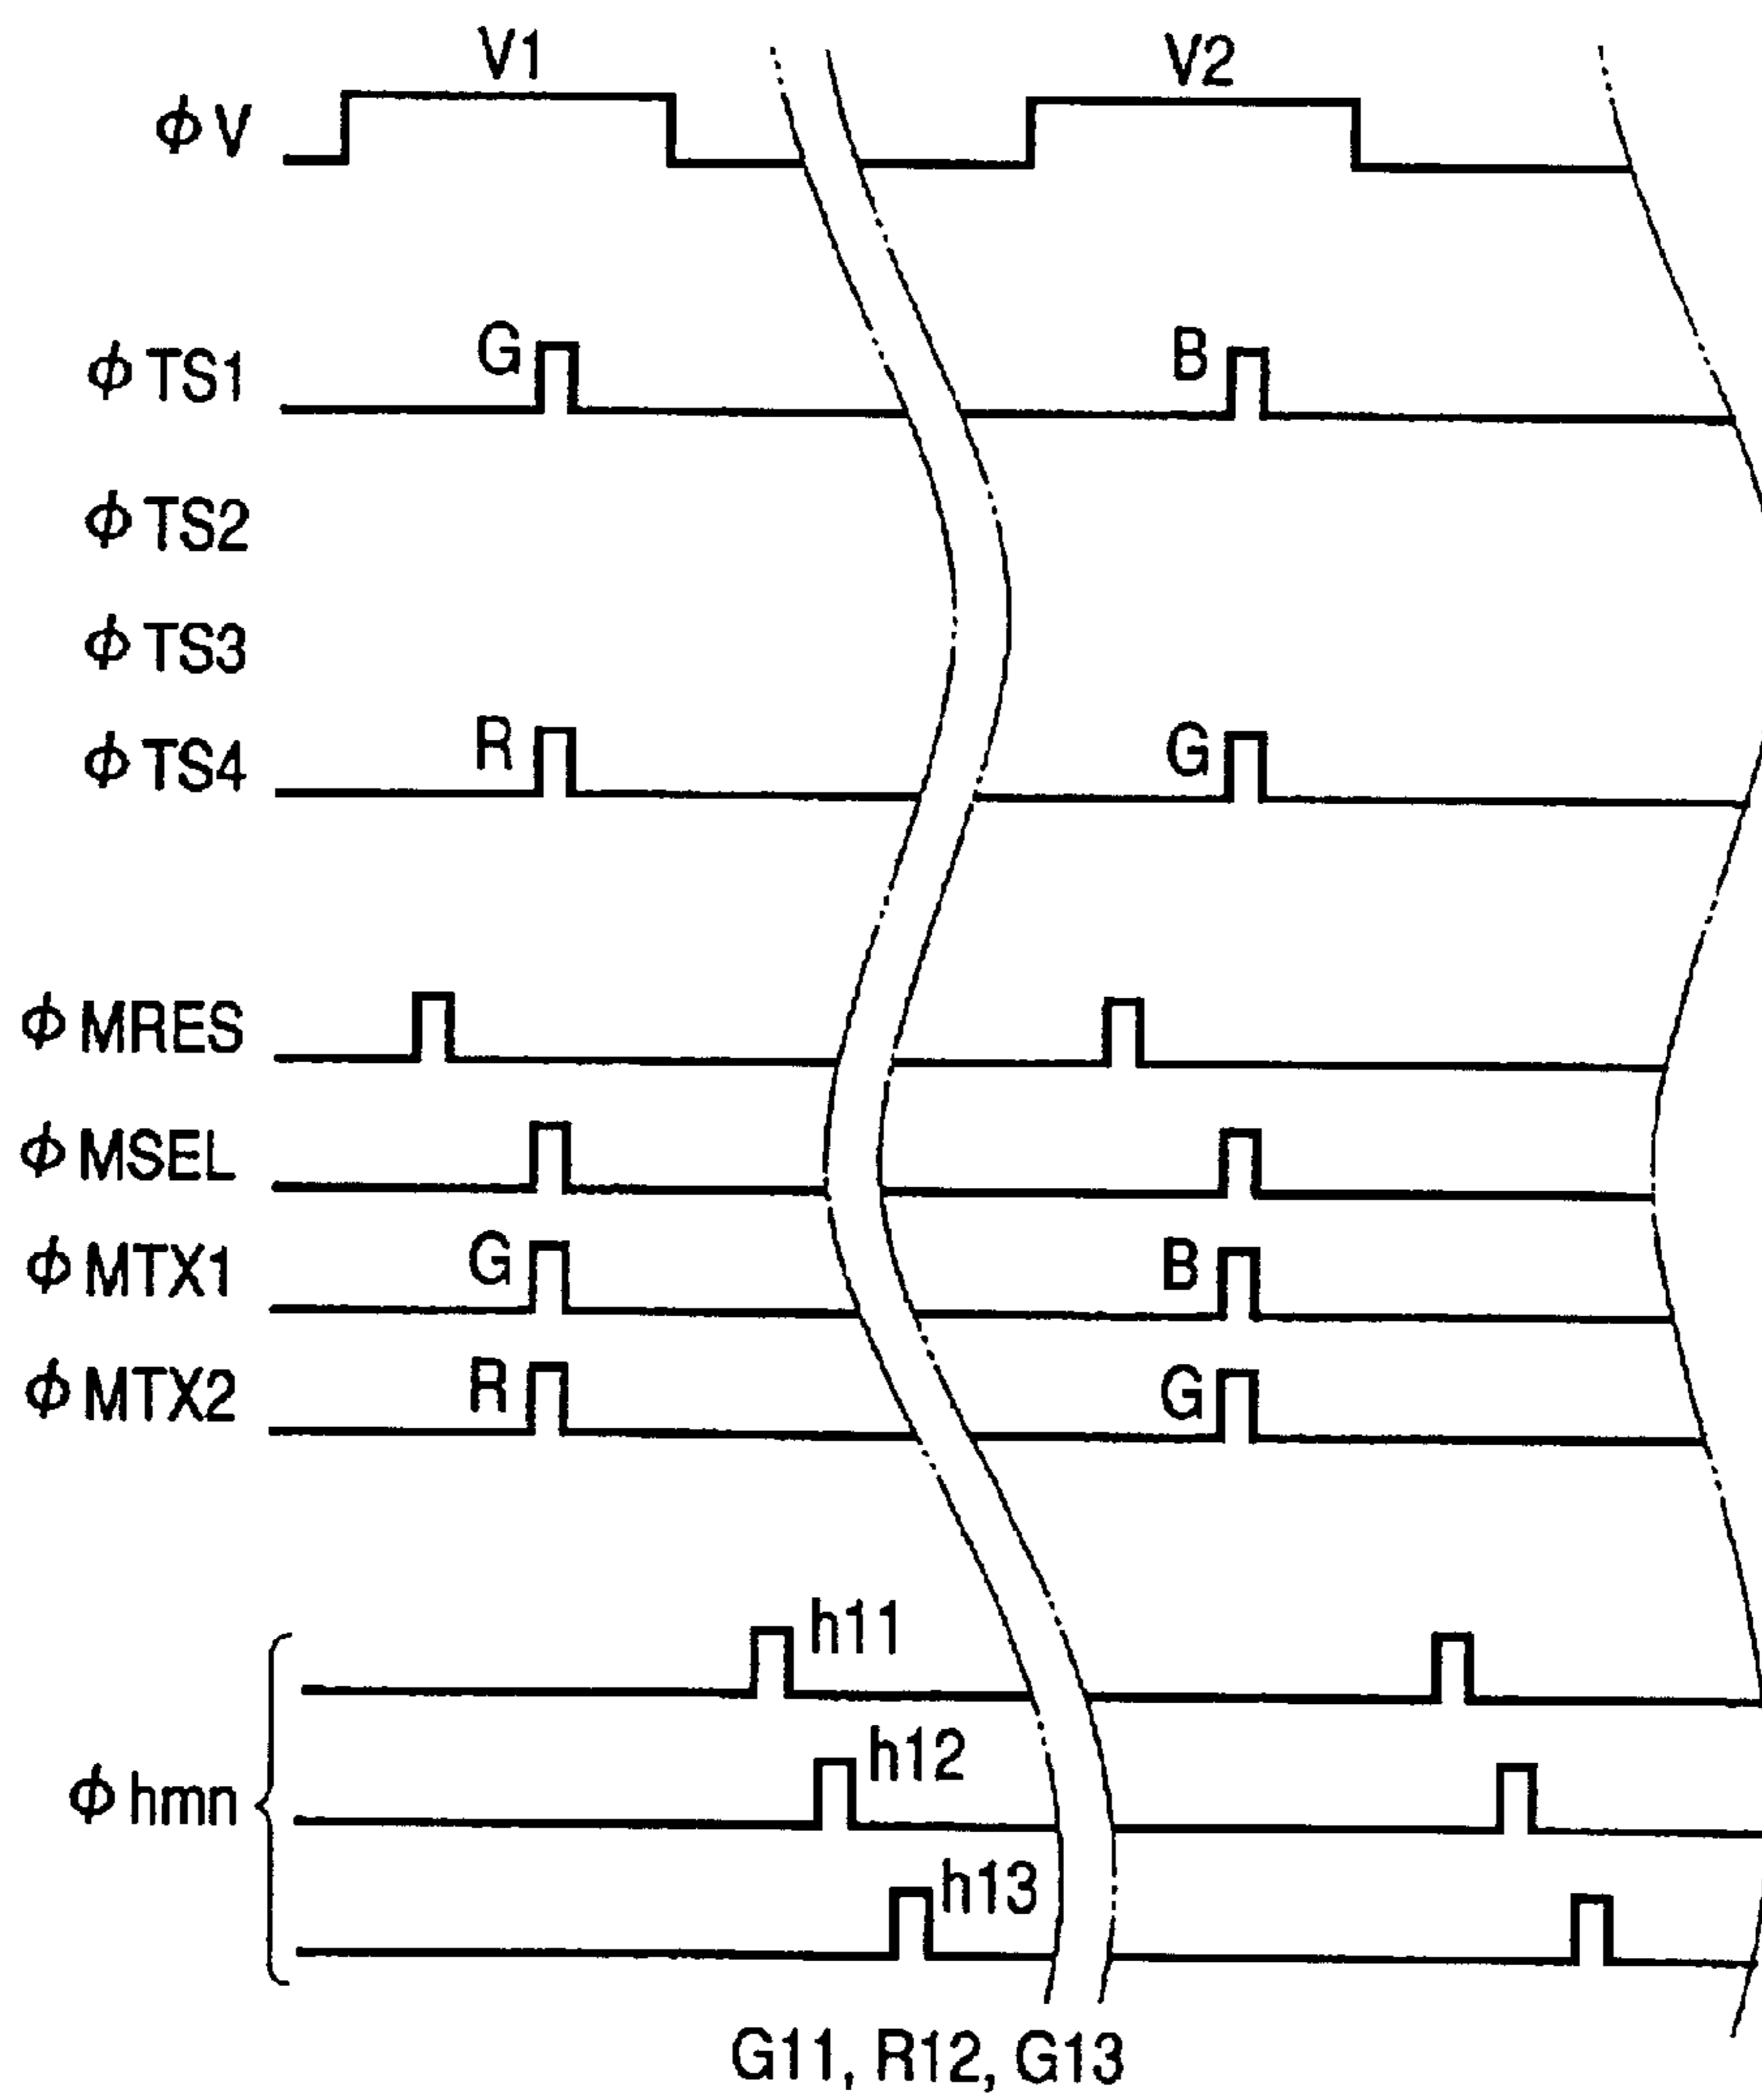 V1 V2
ϕV
G B
ϕTS1
ϕTS2
ϕTS3
R G
ϕTS4
ϕMRES
ϕMSEL
G B
ϕMTX1
R G
ϕMTX2
h11
h12
ϕhmn
h13
G11, R12, G13